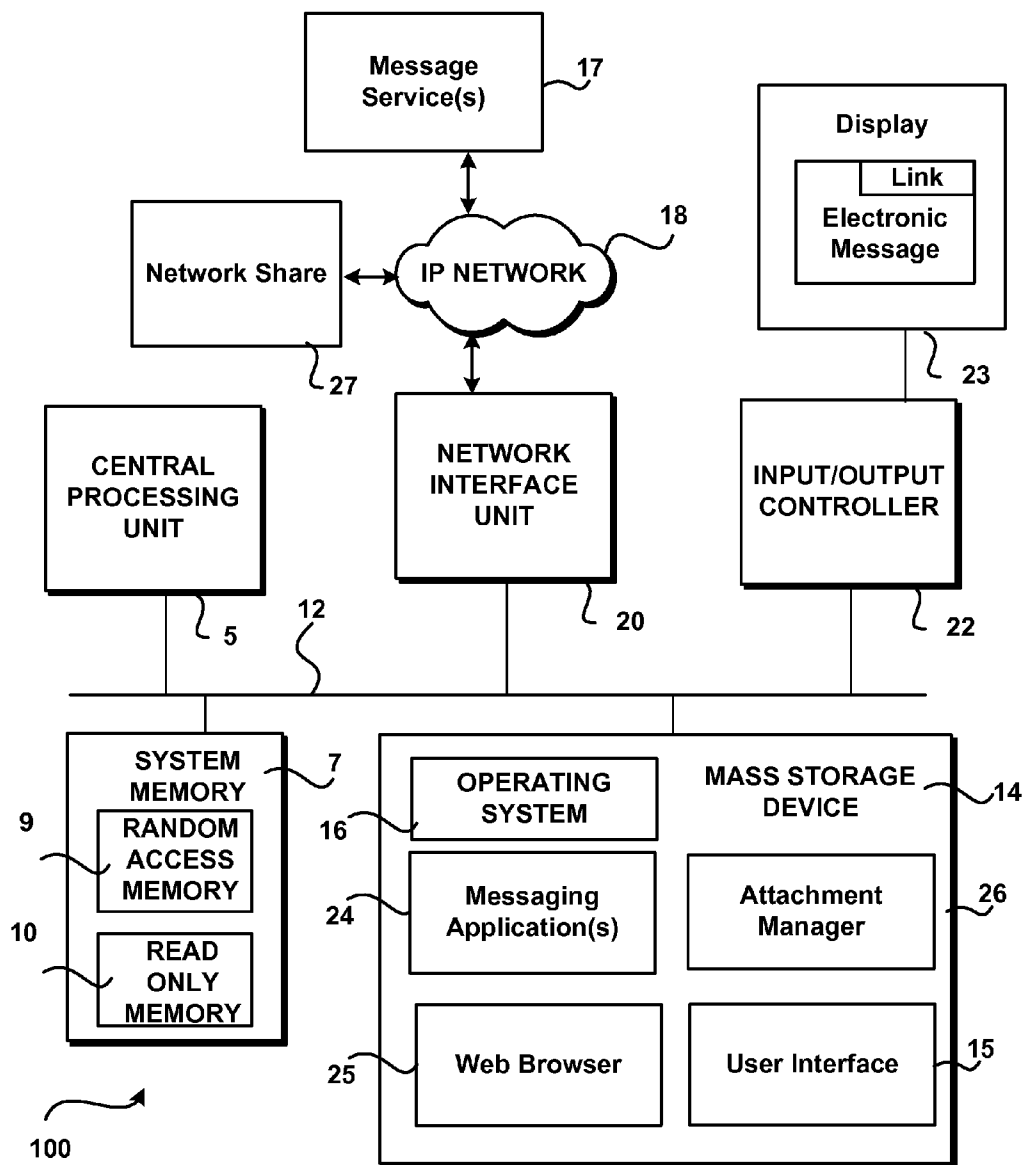 Message
Service(s)
17
Display
Link
Electronic
Message
Network Share
IP NETWORK
18
27
23
CENTRAL
PROCESSING
UNIT
NETWORK
INTERFACE
UNIT
INPUT/OUTPUT
CONTROLLER
5
12
20
22
SYSTEM
MEMORY
7
9
RANDOM
ACCESS
MEMORY
10
READ
ONLY
MEMORY
OPERATING
SYSTEM
16
MASS STORAGE
DEVICE
14
24
Messaging
Application(s)
Attachment
Manager
26
25
Web Browser
User Interface
15
100